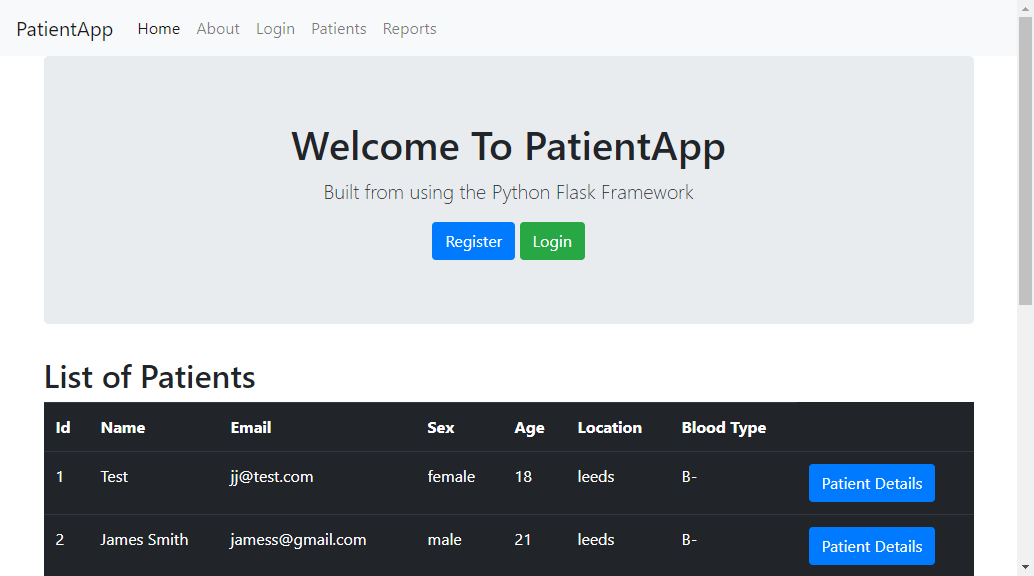 PatientApp Home About Login Patients Reports
Welcome To PatientApp
Built from using the Python Flask Framework
Register Login
List of Patients
Id Name Email Sex Age Location Blood Type
1 Test jj@test.com female 18 leeds B- Patient Details
2 James Smith jamess@gmail.com male 21 leeds B- Patient Details